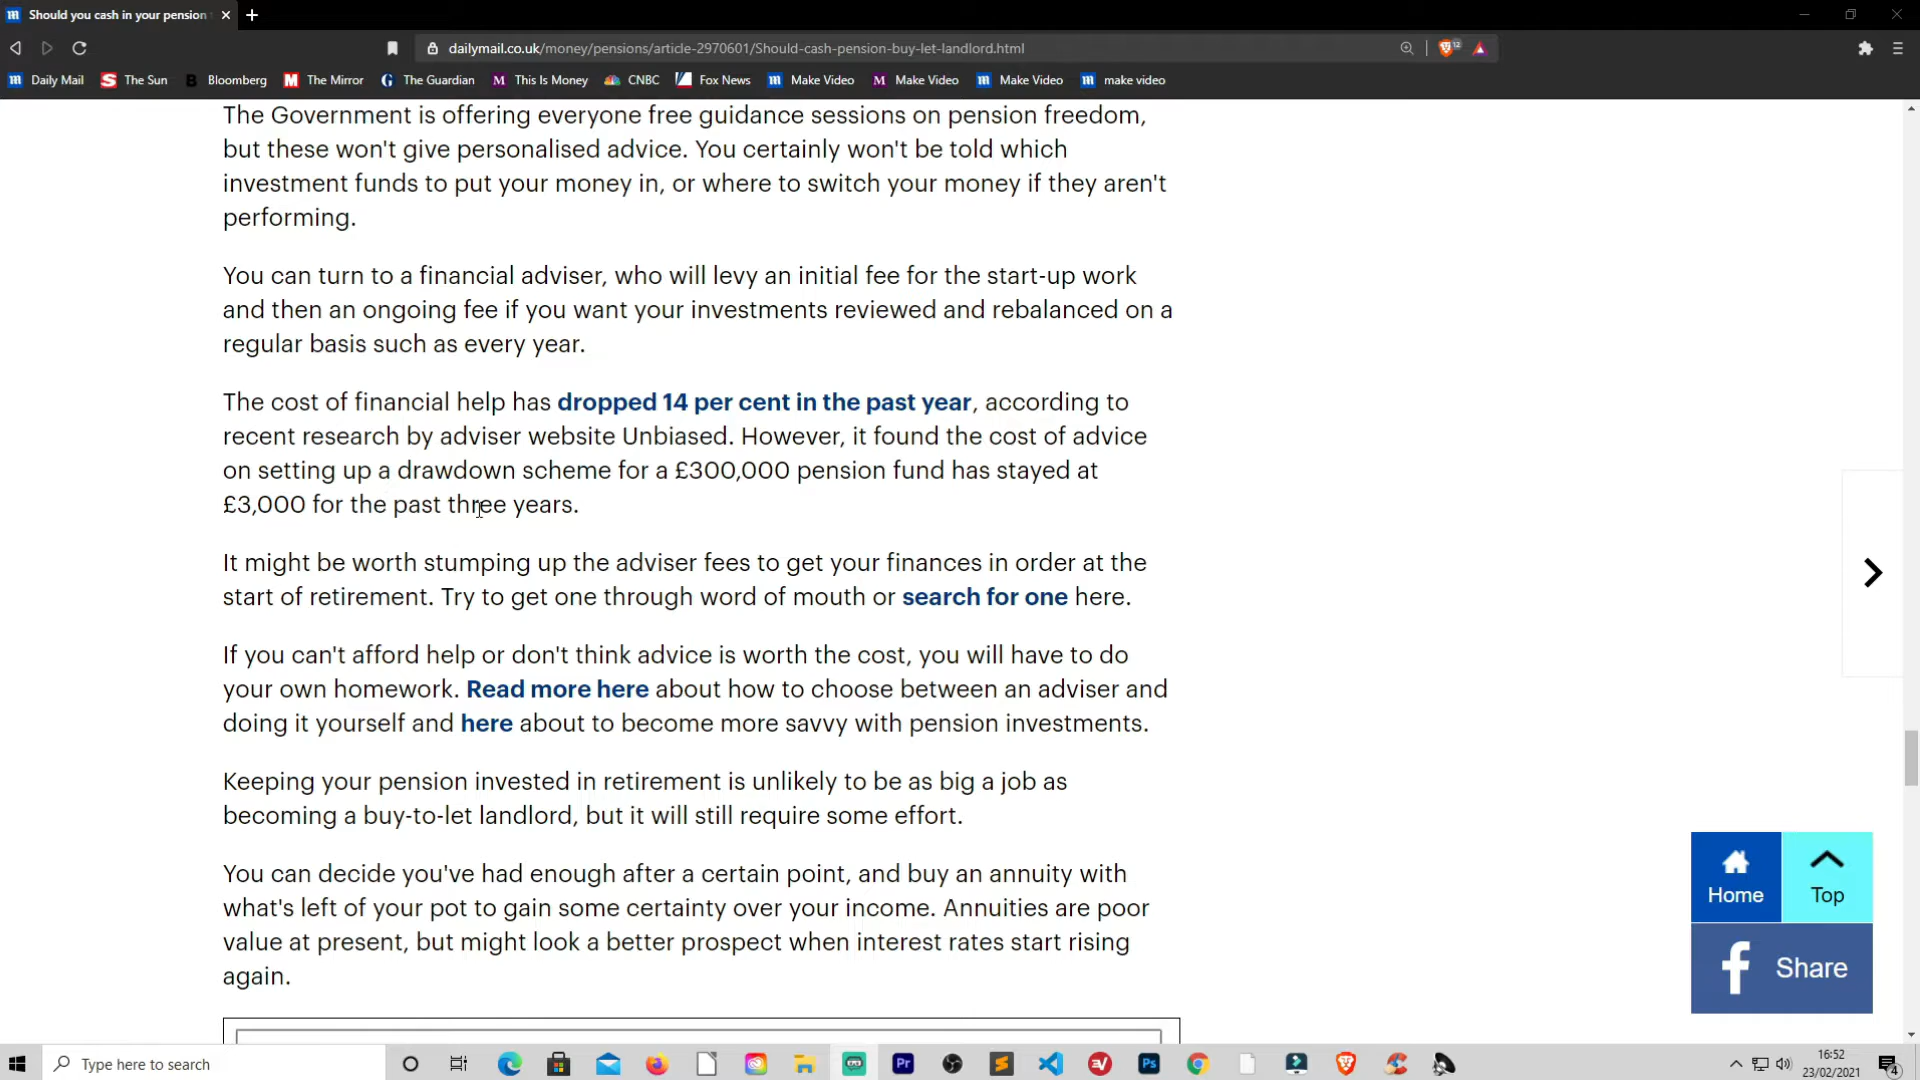 Should you cash in your pension
dailymail.co.uk/money/pensions/article-2970601/Should-cash-pension-buy-let-landlord.html
12
Daily Mail
The Sun
Bloomberg
The Mirror
The Guardian
This Is Money
CNBC
Fox News
Make Video
Make Video
Make Video
make video
The Government is offering everyone free guidance sessions on pension freedom,
but these won't give personalised advice. You certainly won't be told which
investment funds to put your money in, or where to switch your money if they aren't
performing.
You can turn to a financial adviser, who will levy an initial fee for the start-up work
and then an ongoing fee if you want your investments reviewed and rebalanced on a
regular basis such as every year.
The cost of financial help has dropped 14 per cent in the past year, according to
recent research by adviser website Unbiased. However, it found the cost of advice
on setting up a drawdown scheme for a £300,000 pension fund has stayed at
£3,000 for the past three years.
It might be worth stumping up the adviser fees to get your finances in order at the
start of retirement. Try to get one through word of mouth or search for one here.
If you can't afford help or don't think advice is worth the cost, you will have to do
your own homework. Read more here about how to choose between an adviser and
doing it yourself and here about to become more savvy with pension investments.
Keeping your pension invested in retirement is unlikely to be as big a job as
becoming a buy-to-let landlord, but it will still require some effort.
You can decide you've had enough after a certain point, and buy an annuity with
what's left of your pot to gain some certainty over your income. Annuities are poor
value at present, but might look a better prospect when interest rates start rising
again.
Home
Top
Share
Type here to search
Pr
Ps
16:52
23/02/2021
4